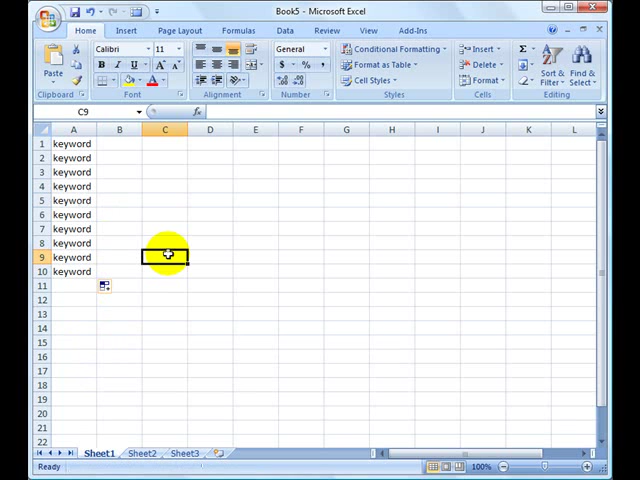 Book5 - Microsoft Excel
Home Insert Page Layout Formulas Data Review View Add-Ins
Calibri 11 General Conditional Formatting Insert Σ
Paste B I U A A $ % , Format as Table Delete Sort & Filter Find & Select
Cell Styles Format
Clipboard Font Alignment Number Styles Cells Editing
C9 fx
A B C D E F G H I J K L
1 keyword
2 keyword
3 keyword
4 keyword
5 keyword
6 keyword
7 keyword
8 keyword
9 keyword
10 keyword
11
12
13
14
15
16
17
18
19
20
21
22
Sheet1 Sheet2 Sheet3
Ready 100%